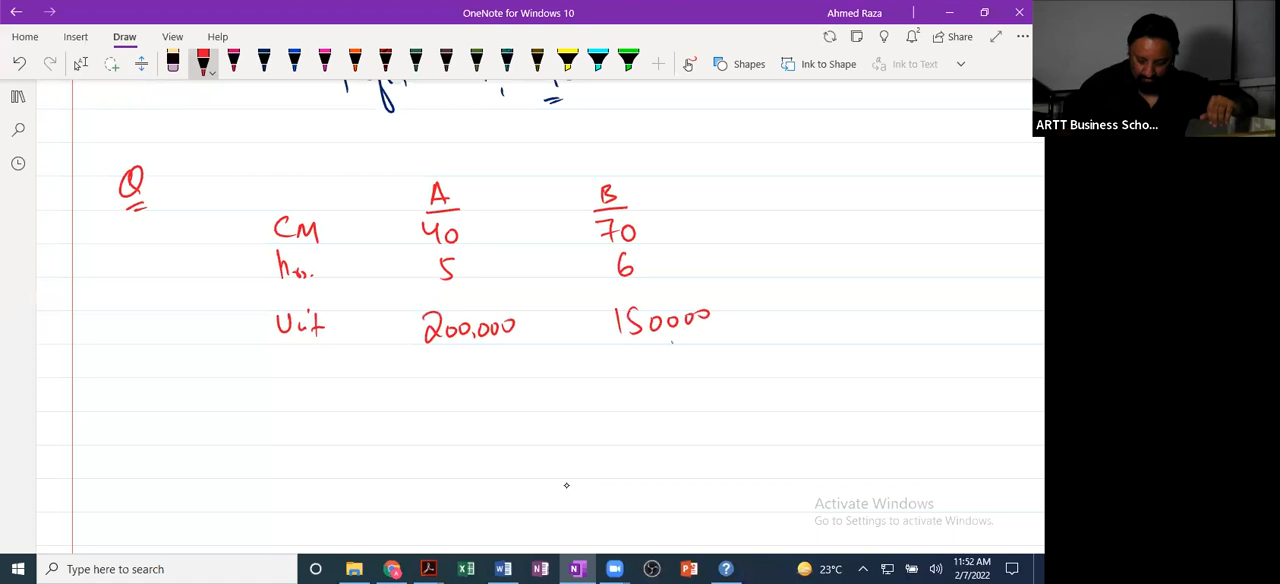 OneNote for Windows 10
Ahmed Raza
Home Insert Draw View Help
Share
Shapes Ink to Shape Ink to Text
ARTT Business Scho...
Q
A B
CM 40 70
hrs. 5 6
Unit 200,000 150000
Activate Windows
Go to Settings to activate Windows.
Type here to search
23°C
11:52 AM
2/7/2022